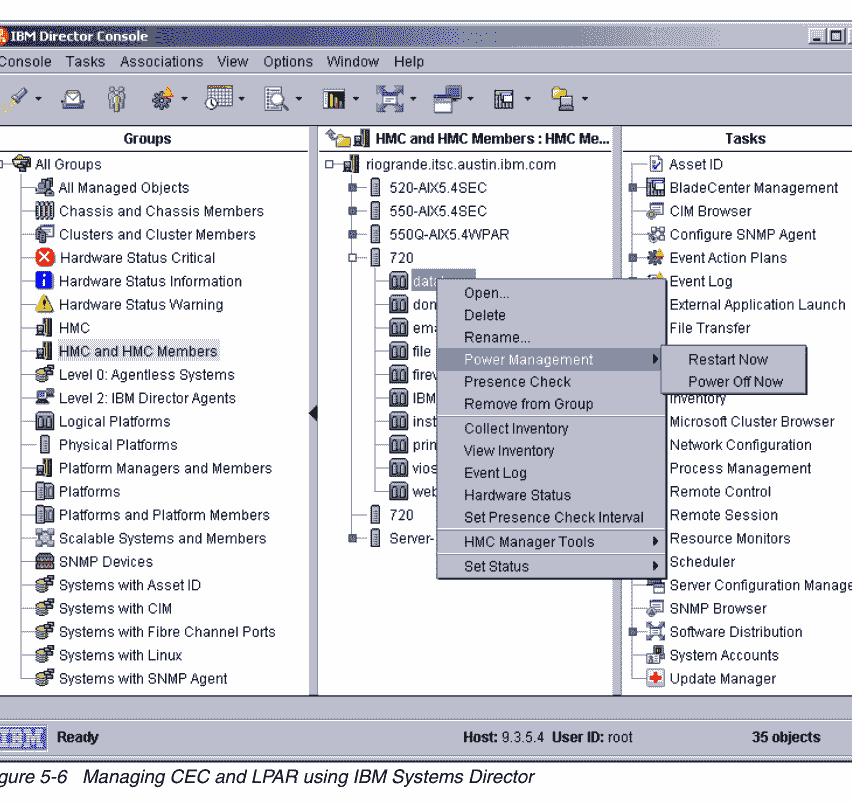 IBM Director Console
Console Tasks Associations View Options Window Help
Groups
All Groups
All Managed Objects
Chassis and Chassis Members
Clusters and Cluster Members
Hardware Status Critical
Hardware Status Information
Hardware Status Warning
HMC
HMC and HMC Members
Level 0: Agentless Systems
Level 2: IBM Director Agents
Logical Platforms
Physical Platforms
Platform Managers and Members
Platforms
Platforms and Platform Members
Scalable Systems and Members
SNMP Devices
Systems with Asset ID
Systems with CIM
Systems with Fibre Channel Ports
Systems with Linux
Systems with SNMP Agent
HMC and HMC Members : HMC Me...
riogrande.itsc.austin.ibm.com
520-AIX5.4SEC
550-AIX5.4SEC
550Q-AIX5.4WPAR
720
data
don
ema
file
firev
IBM
inst
prin
vios
web
720
Server-
Open...
Delete
Rename...
Power Management
Presence Check
Remove from Group
Collect Inventory
View Inventory
Event Log
Hardware Status
Set Presence Check Interval
HMC Manager Tools
Set Status
Restart Now
Power Off Now
Tasks
Asset ID
BladeCenter Management
CIM Browser
Configure SNMP Agent
Event Action Plans
Event Log
External Application Launch
File Transfer
Inventory
Microsoft Cluster Browser
Network Configuration
Process Management
Remote Control
Remote Session
Resource Monitors
Scheduler
Server Configuration Manage
SNMP Browser
Software Distribution
System Accounts
Update Manager
IBM Ready Host: 9.3.5.4 User ID: root 35 objects
gure 5-6 Managing CEC and LPAR using IBM Systems Director